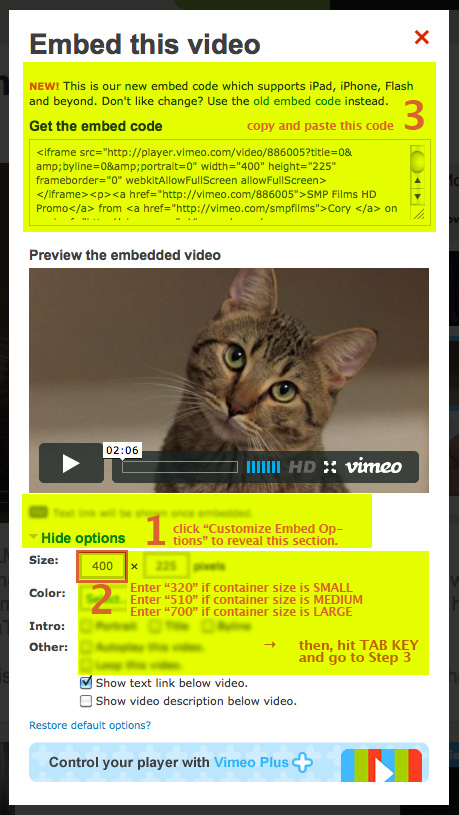 Embed this video
NEW! This is our new embed code which supports iPad, iPhone, Flash
and beyond. Don't like change? Use the old embed code instead.
Get the embed code
copy and paste this code 3
<iframe src="http://player.vimeo.com/video/886005?title=0&
amp;byline=0&amp;portrait=0" width="400" height="225"
frameborder="0" webkitAllowFullScreen allowFullScreen>
</iframe><p><a href="http://vimeo.com/886005">SMP Films HD
Promo</a> from <a href="http://vimeo.com/smpfilms">Cory </a> on
Preview the embedded video
02:06
HD vimeo
Text link will be shown once embedded.
Hide options
1 click “Customize Embed Op-
tions” to reveal this section.
Size: 400 × 225 pixels
Color: Select...
2 Enter “320” if container size is SMALL
Enter “510” if container size is MEDIUM
Enter “700” if container size is LARGE
Intro: Portrait Title Byline
Other: Autoplay this video.
Loop this video.
→ then, hit TAB KEY
and go to Step 3
Show text link below video.
Show video description below video.
Restore default options?
Control your player with Vimeo Plus